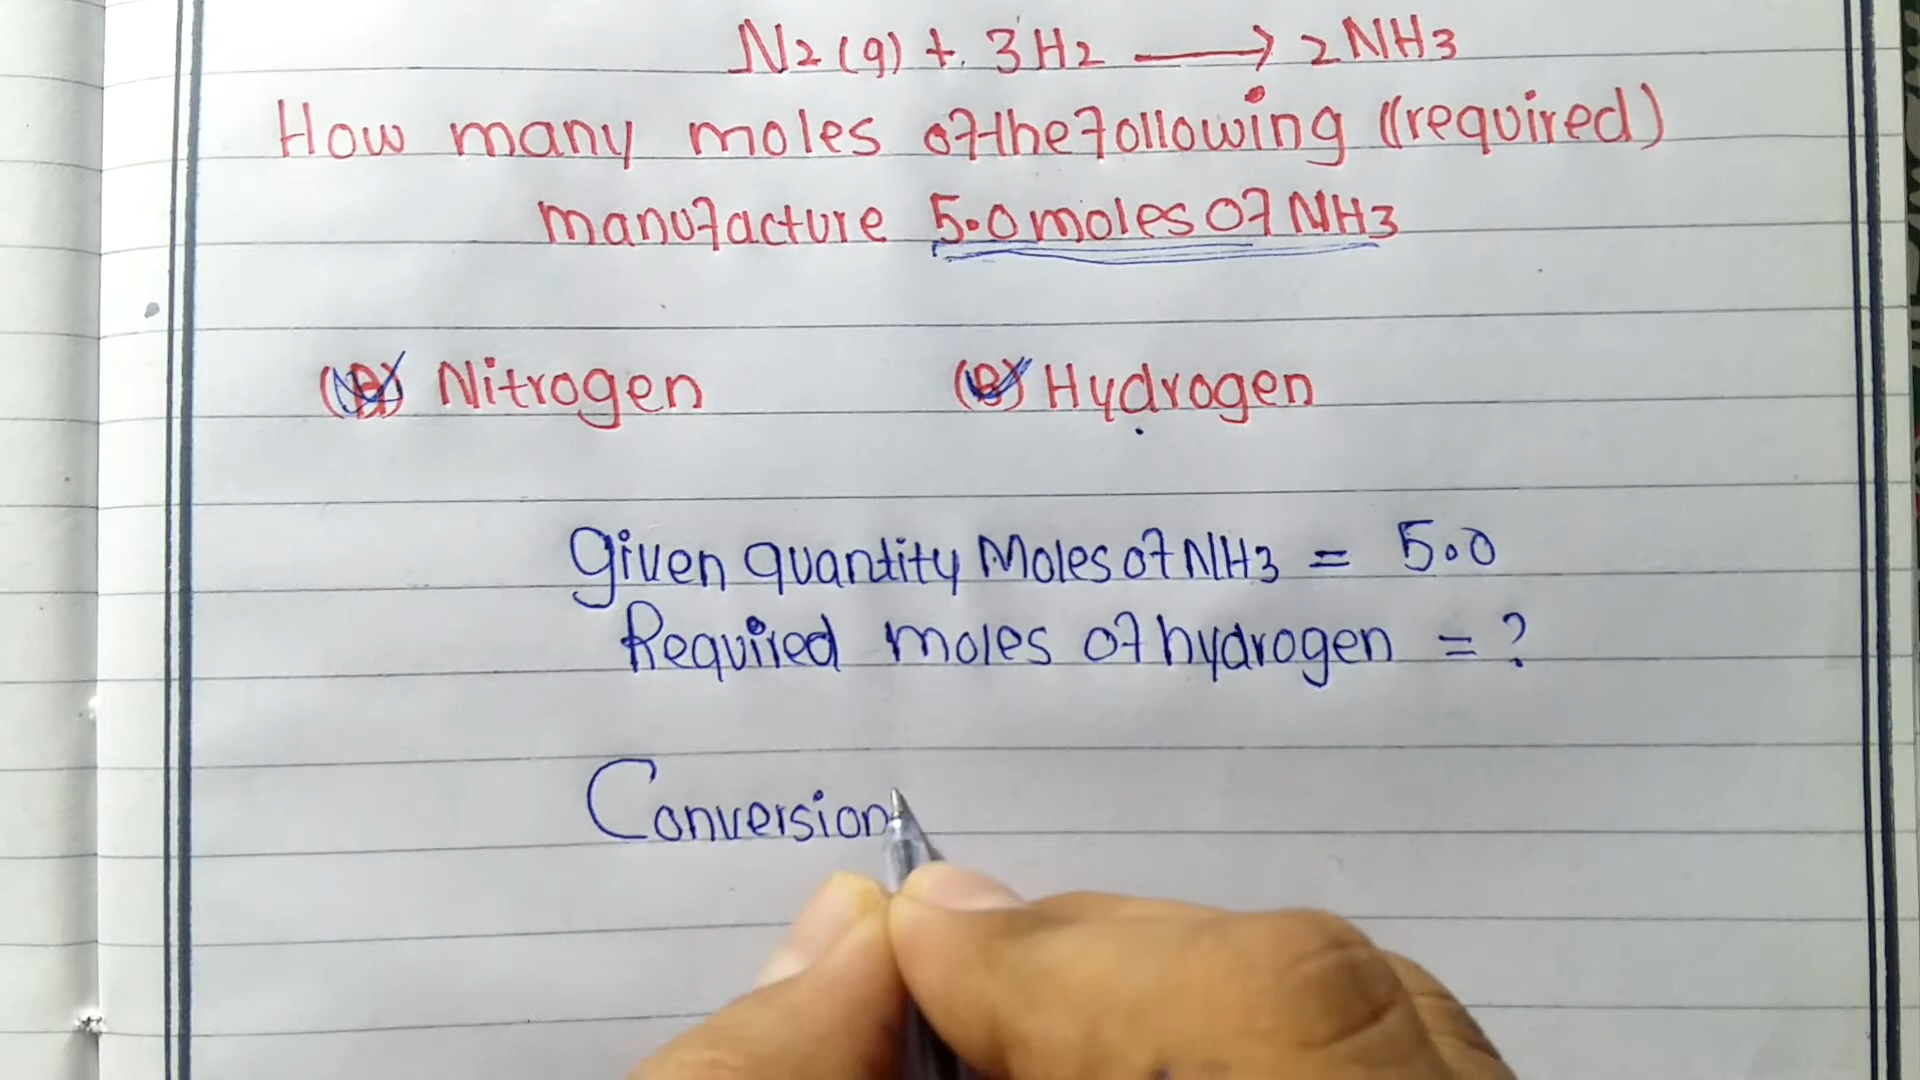 N2 (g) + 3H2 ⟶ 2NH3
How many moles of the following ((required)
manufacture 5.0 moles of NH3
(A) Nitrogen (B) Hydrogen
Given quantity Moles of NH3 = 5.0
Required moles of hydrogen = ?
Conversion